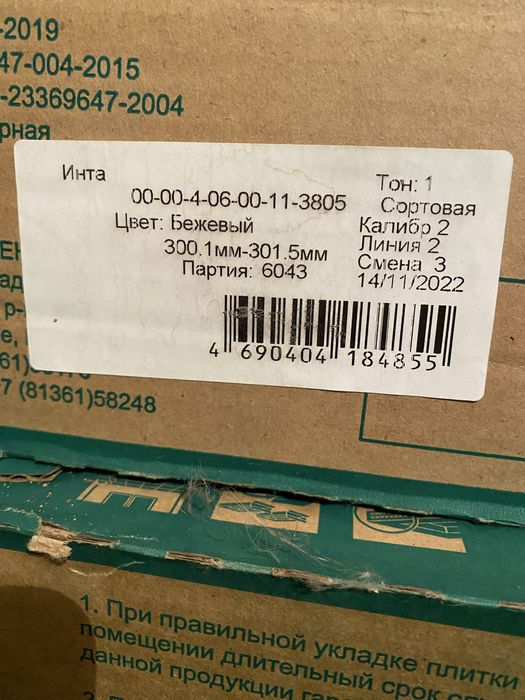 -2019
47-004-2015
-23369647-2004
рная
Инта
Тон: 1
00-00-4-06-00-11-3805
Сортовая
Цвет: Бежевый
Калибр 2
300.1мм-301.5мм
Линия 2
Партия: 6043
Смена 3
14/11/2022
4 690404 184855
7 (81361)58248
1. При правильной укладке плитки
помещении длительный срок
данной продукции